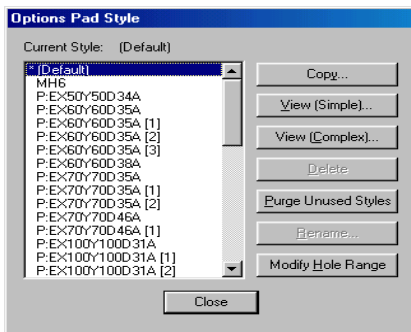 Options Pad Style
Current Style: (Default)
* (Default)
MH6
P:EX50Y50D34A
P:EX60Y60D35A
P:EX60Y60D35A [1]
P:EX60Y60D35A [2]
P:EX60Y60D35A [3]
P:EX60Y60D38A
P:EX70Y70D35A
P:EX70Y70D35A [1]
P:EX70Y70D35A [2]
P:EX70Y70D46A
P:EX70Y70D46A [1]
P:EX100Y100D31A
P:EX100Y100D31A [1]
P:EX100Y100D31A [2]
Copy...
View (Simple)...
View (Complex)...
Delete
Purge Unused Styles
Rename...
Modify Hole Range
Close